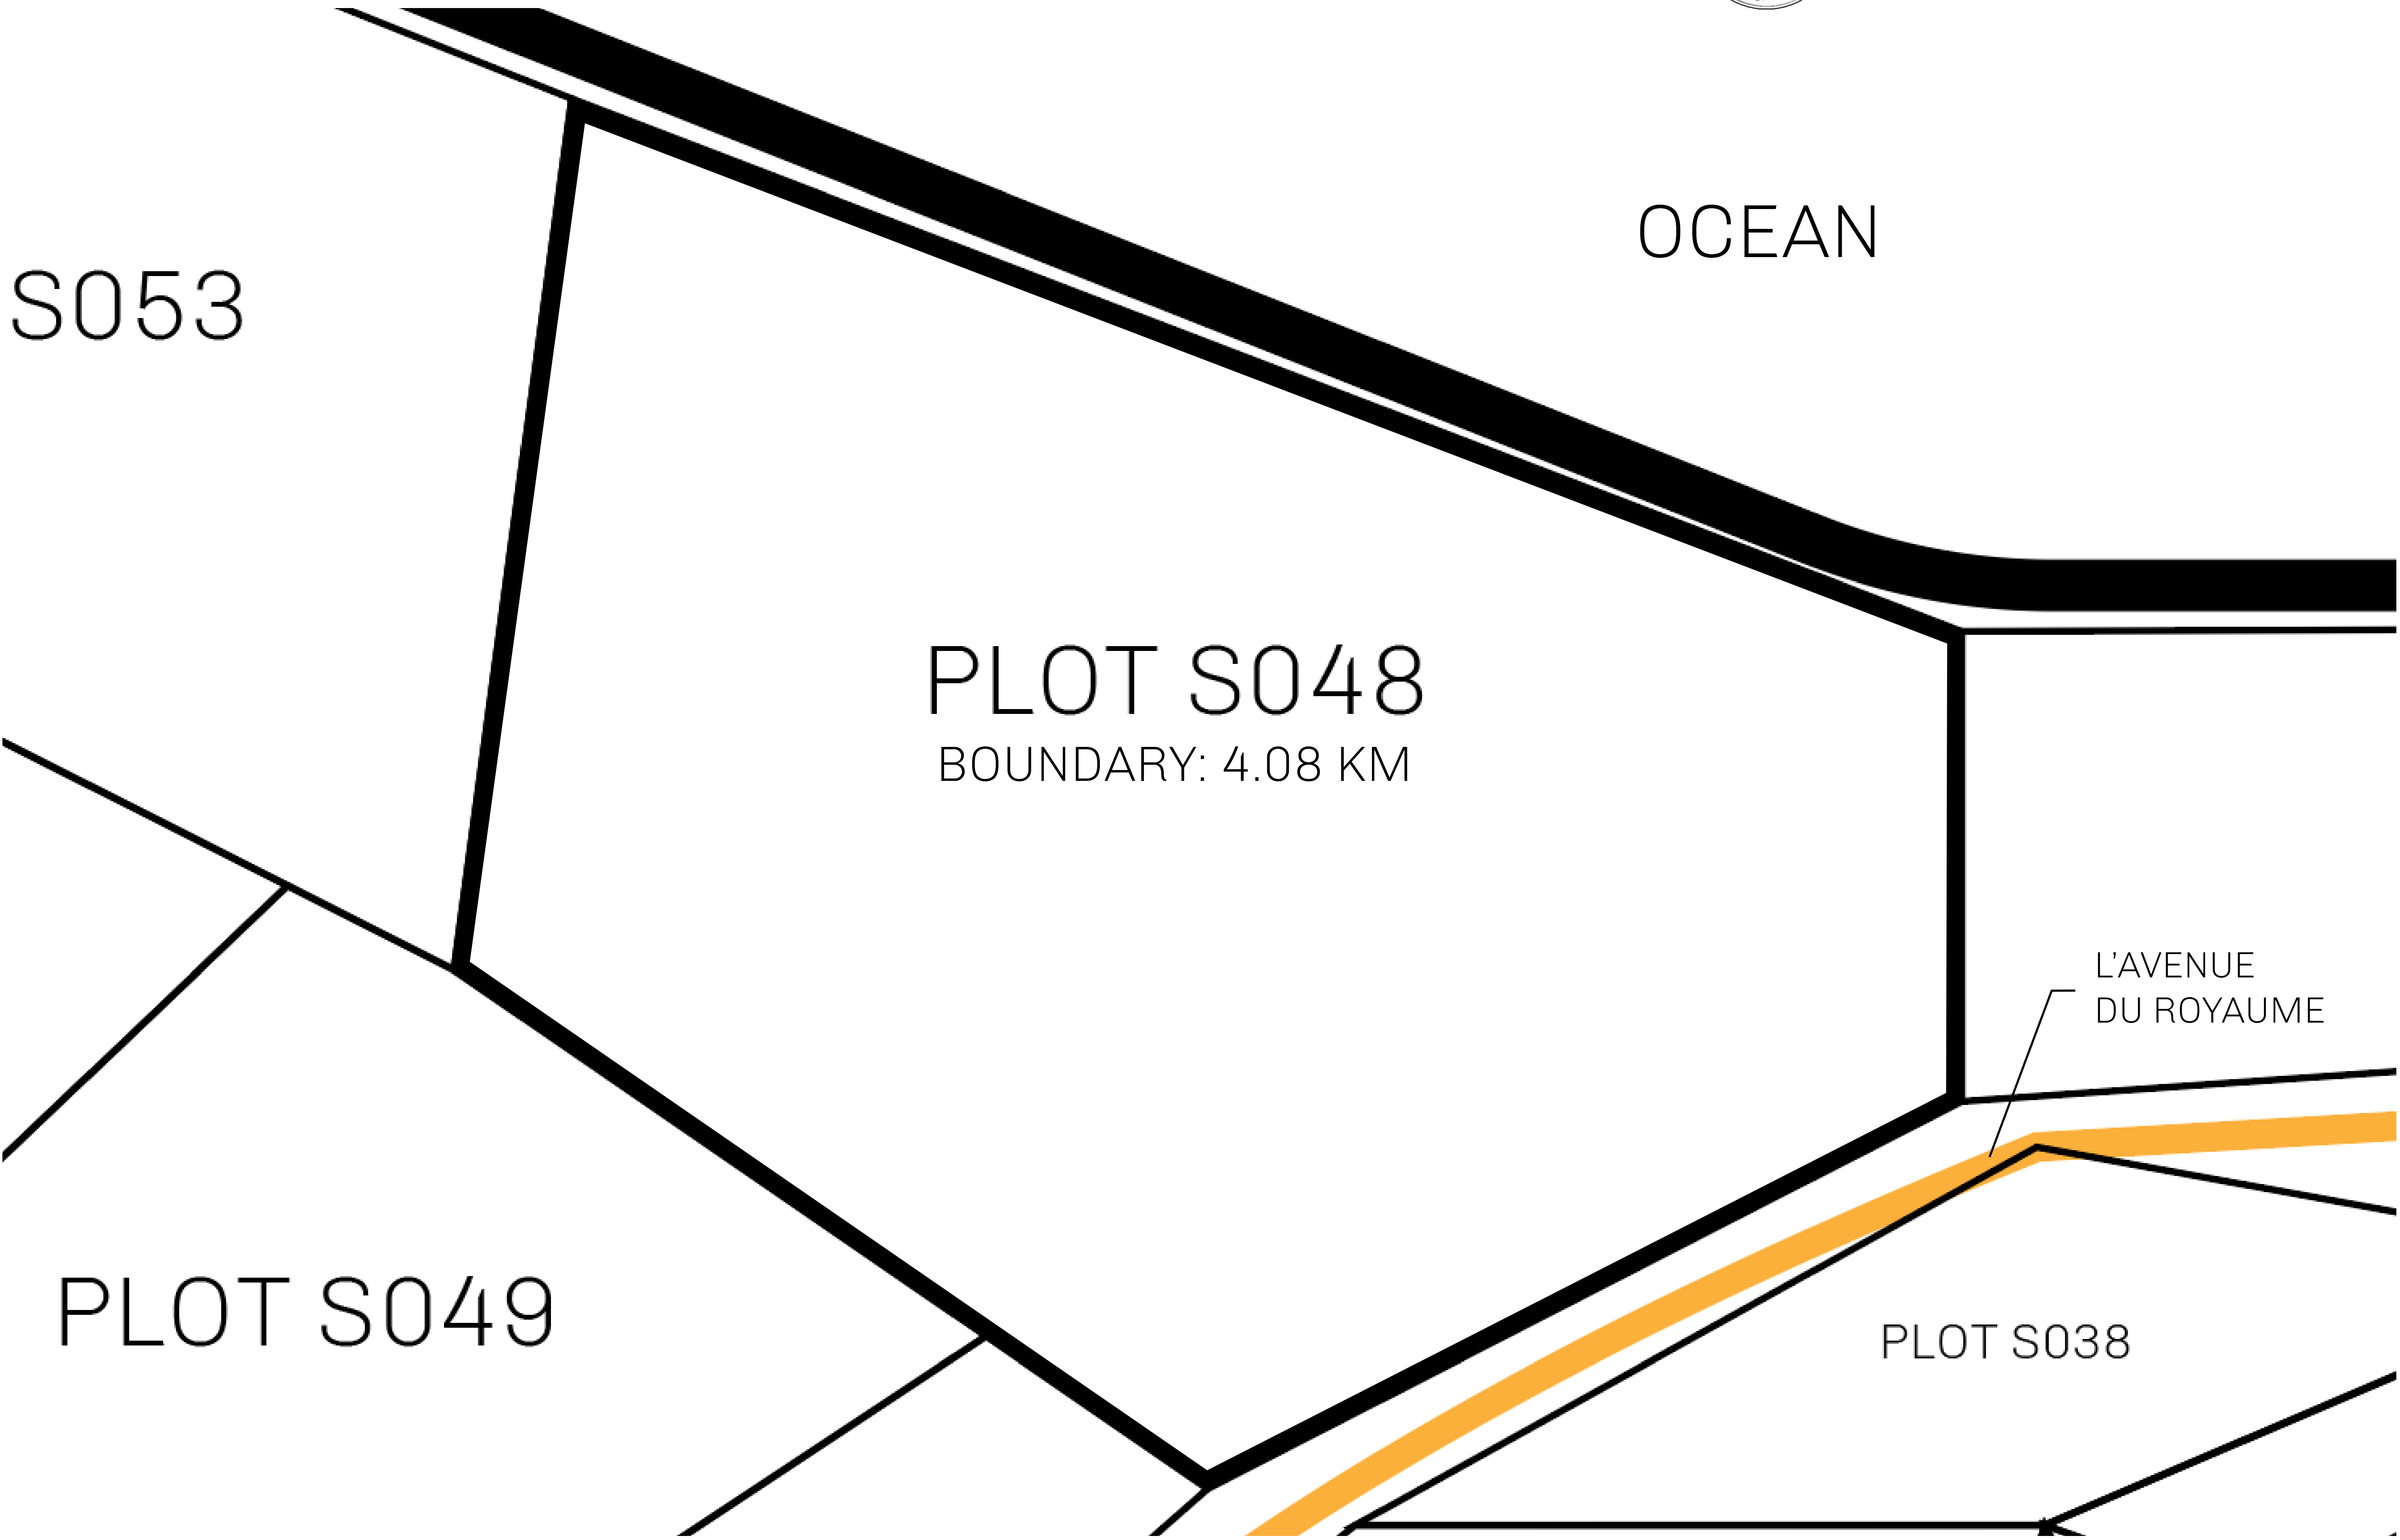 OCEAN
S053
PLOT S048
BOUNDARY: 4.08 KM
L'AVENUE
DU ROYAUME
PLOT S049
PLOT S038